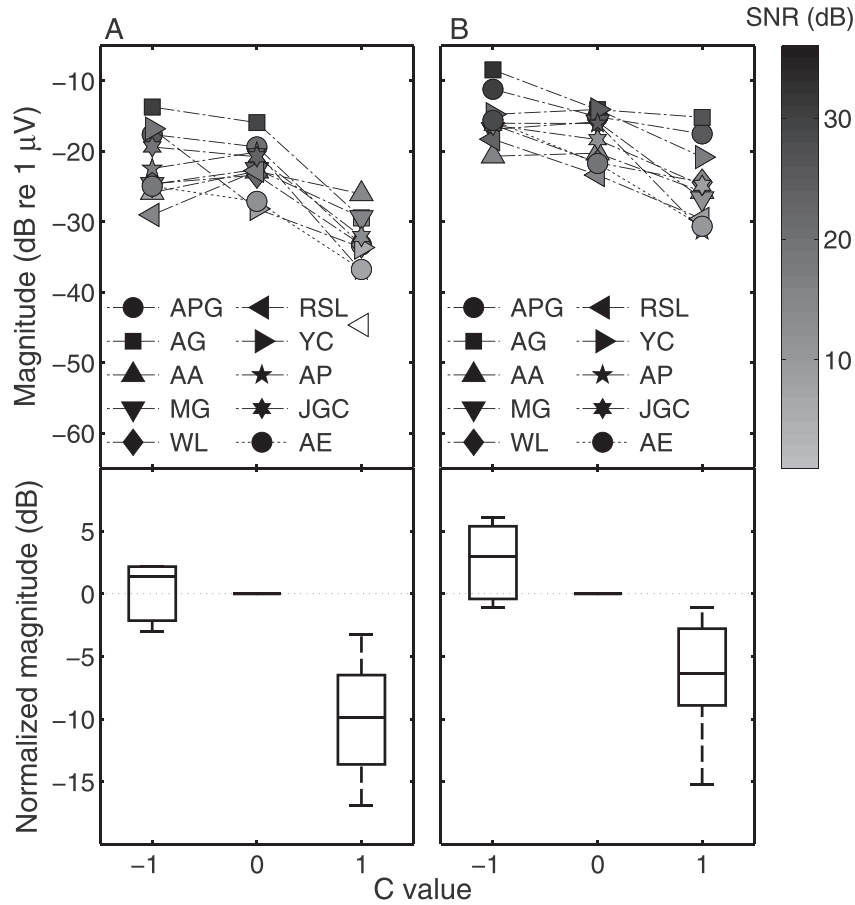 A
B
SNR (dB)
Magnitude (dB re 1 μV)
−10
−20
−30
−40
−50
−60
APG RSL
AG YC
AA AP
MG JGC
WL AE
APG RSL
AG YC
AA AP
MG JGC
WL AE
30
20
10
Normalized magnitude (dB)
5
0
−5
−10
−15
−1 0 1
−1 0 1
C value